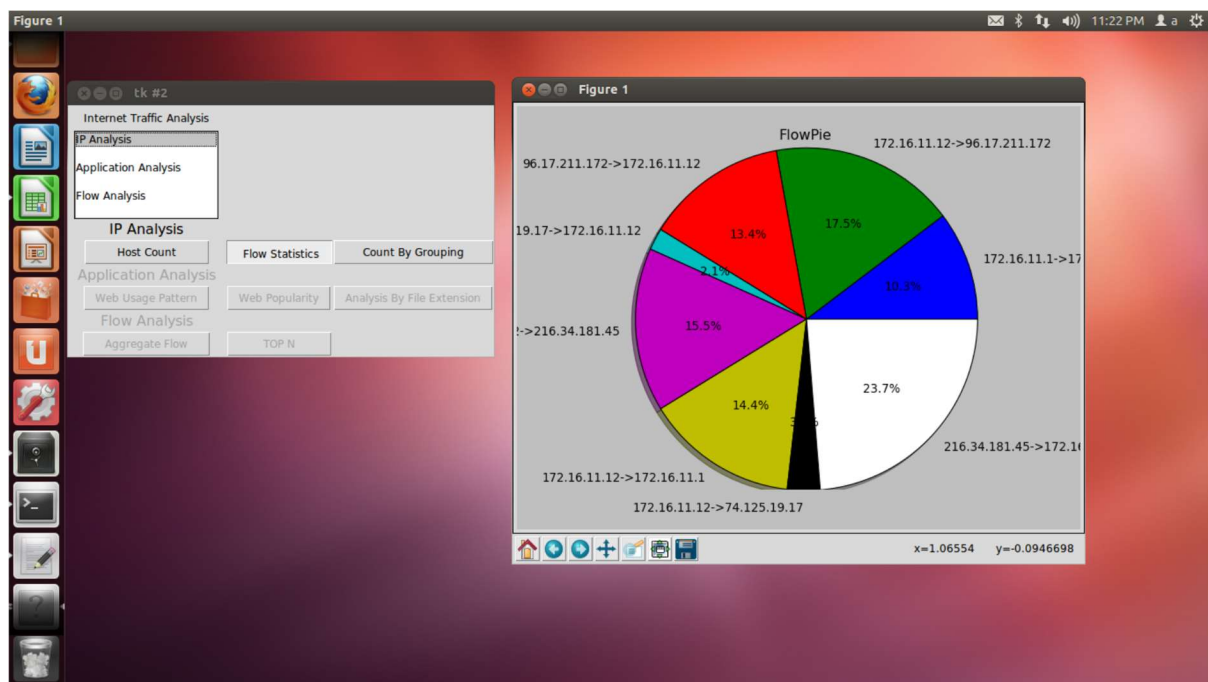 Figure 1
11:22 PM a
tk #2
Internet Traffic Analysis
IP Analysis
Application Analysis
Flow Analysis
IP Analysis
Host Count Flow Statistics Count By Grouping
Application Analysis
Web Usage Pattern Web Popularity Analysis By File Extension
Flow Analysis
Aggregate Flow TOP N
Figure 1
FlowPie
172.16.11.12->96.17.211.172
96.17.211.172->172.16.11.12
17.5%
13.4%
19.17->172.16.11.12
2.1%
172.16.11.1->17
10.3%
->216.34.181.45
15.5%
23.7%
14.4%
216.34.181.45->172.16
172.16.11.12->172.16.11.1
172.16.11.12->74.125.19.17
x=1.06554 y=-0.0946698